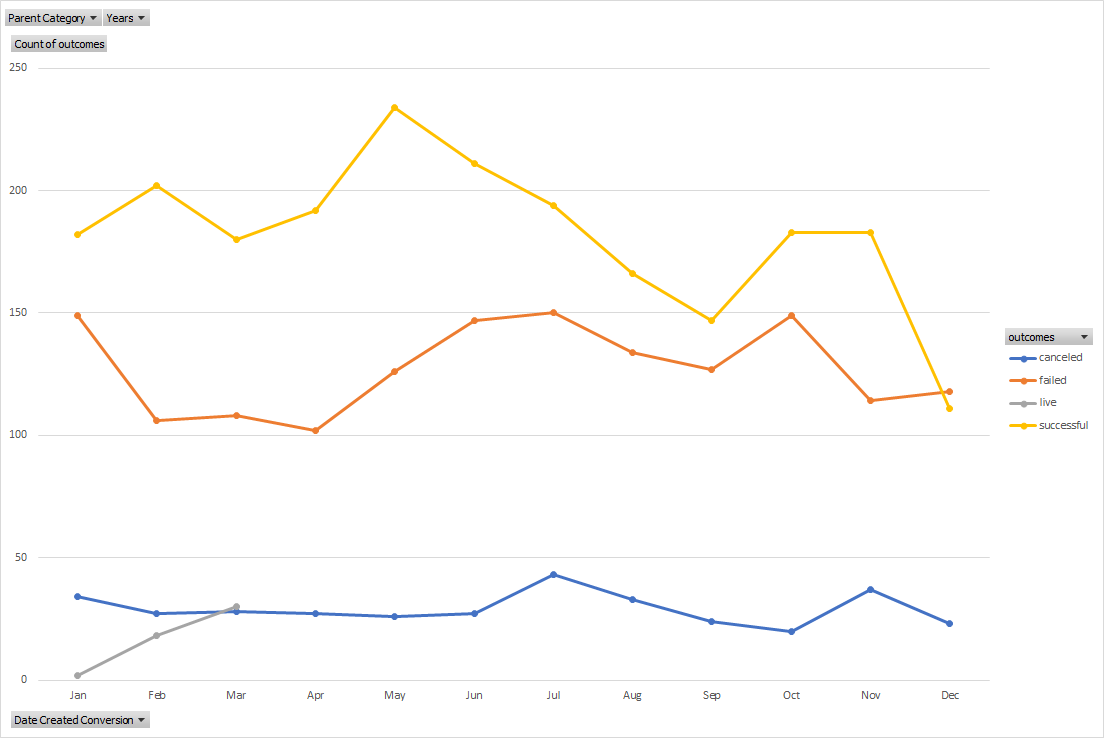 Parent Category Years
Count of outcomes
250
200
150
100
50
0
Jan Feb Mar Apr May Jun Jul Aug Sep Oct Nov Dec
outcomes
canceled
failed
live
successful
Date Created Conversion